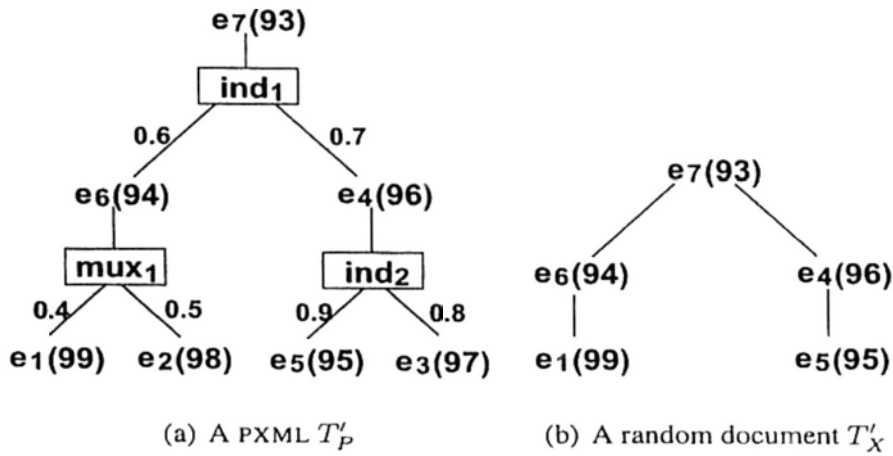 e7(93)
ind1
0.6 0.7
e6(94) e4(96)
mux1 ind2
0.4 0.5 0.9 0.8
e1(99) e2(98) e5(95) e3(97)
(a) A PXML T'P
e7(93)
e6(94) e4(96)
e1(99) e5(95)
(b) A random document T'X